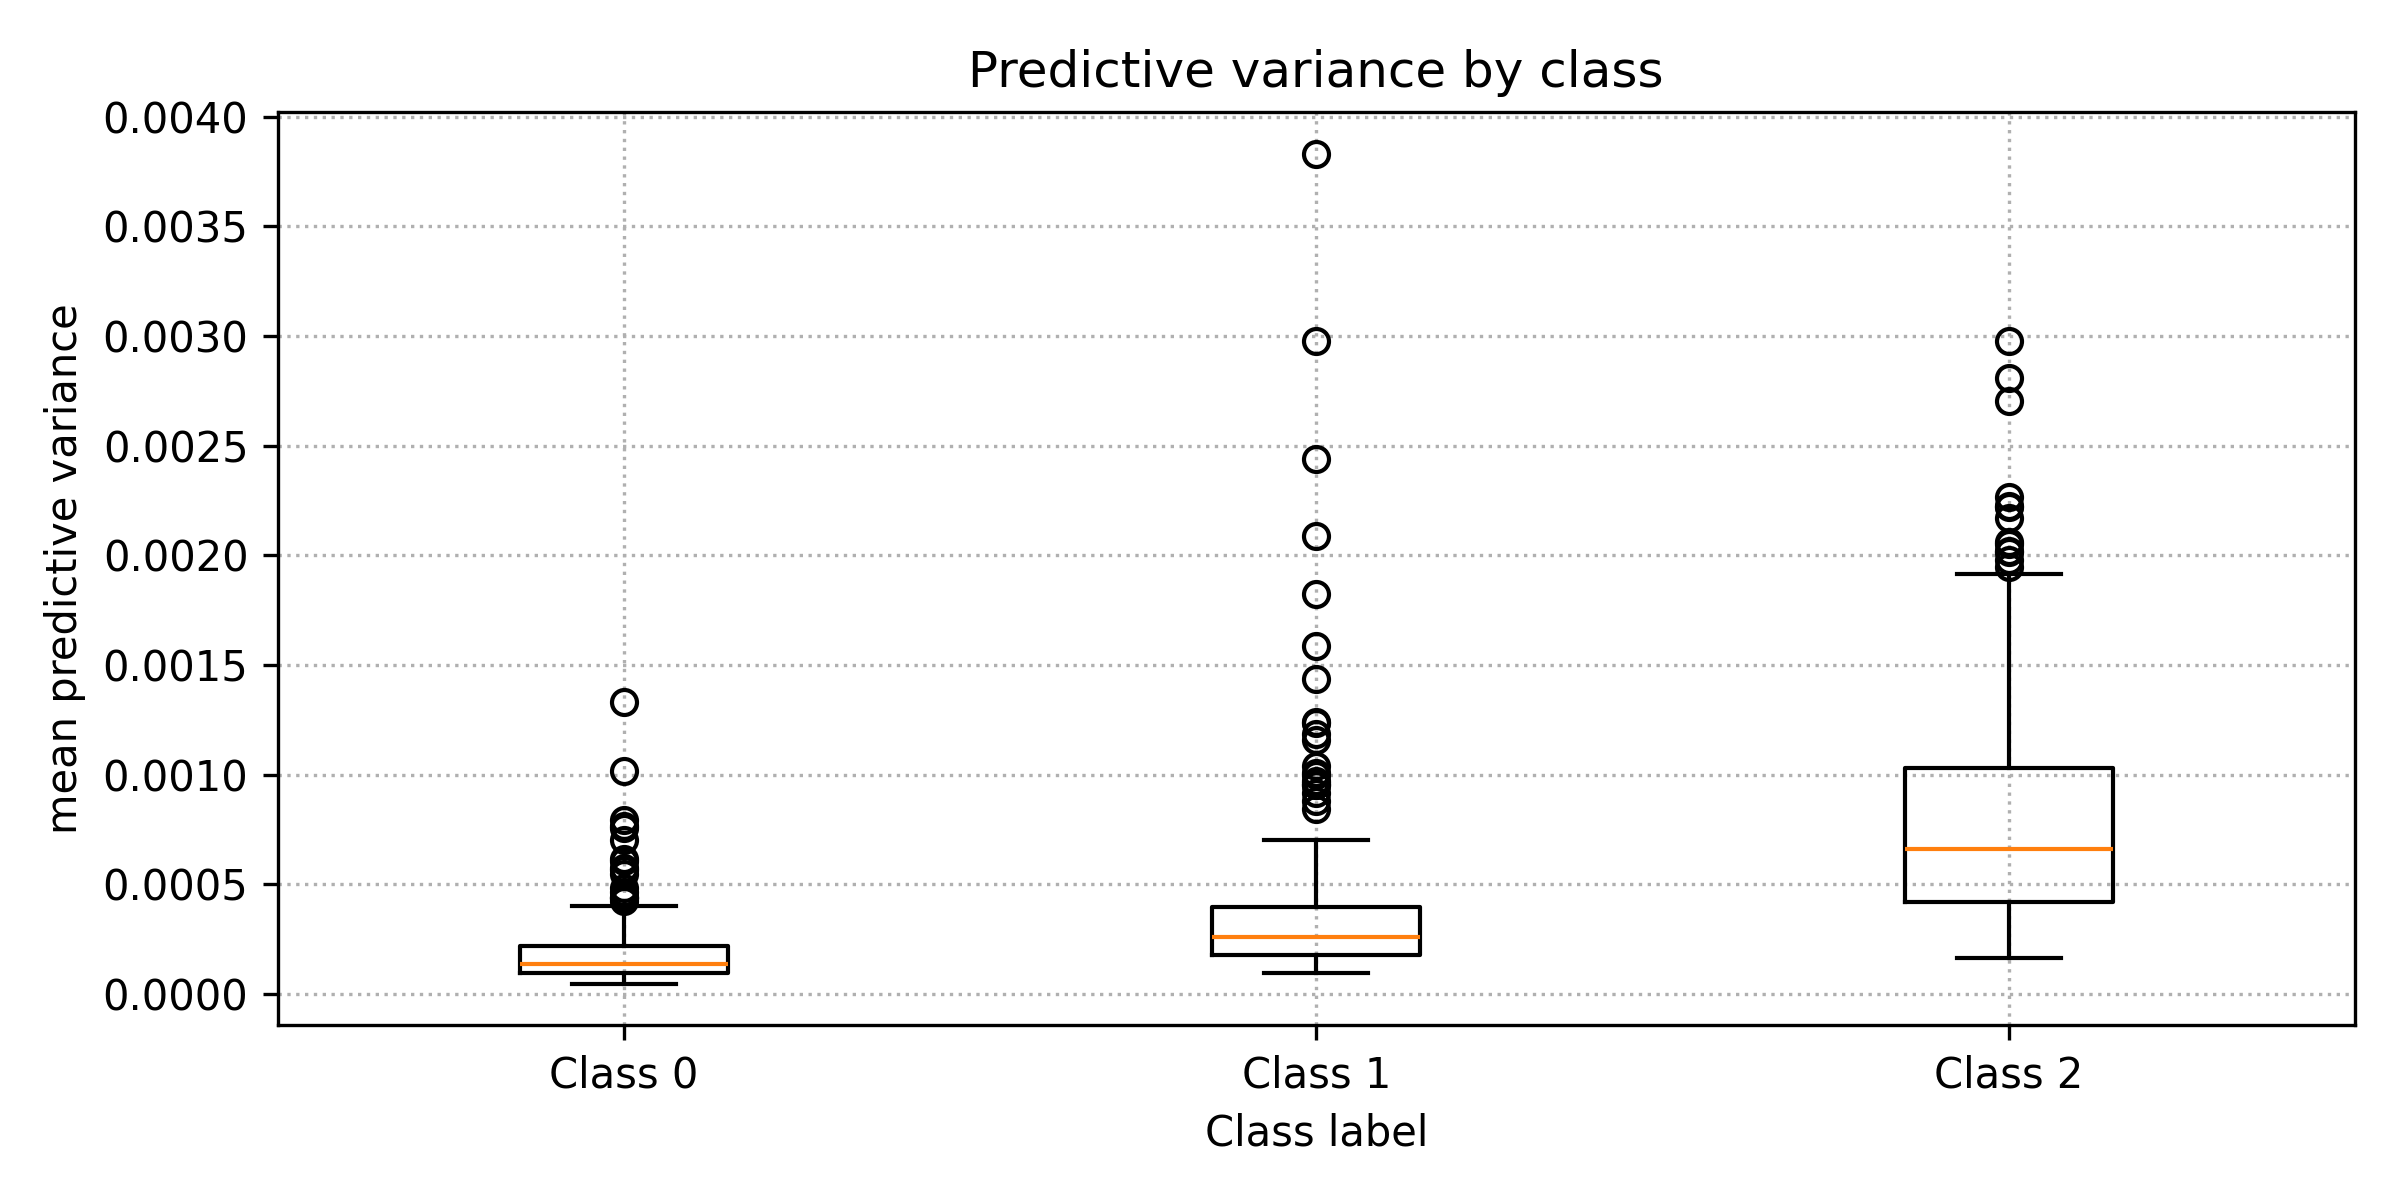 Predictive variance by class
mean predictive variance
0.0040
0.0035
0.0030
0.0025
0.0020
0.0015
0.0010
0.0005
0.0000
Class 0
Class 1
Class 2
Class label